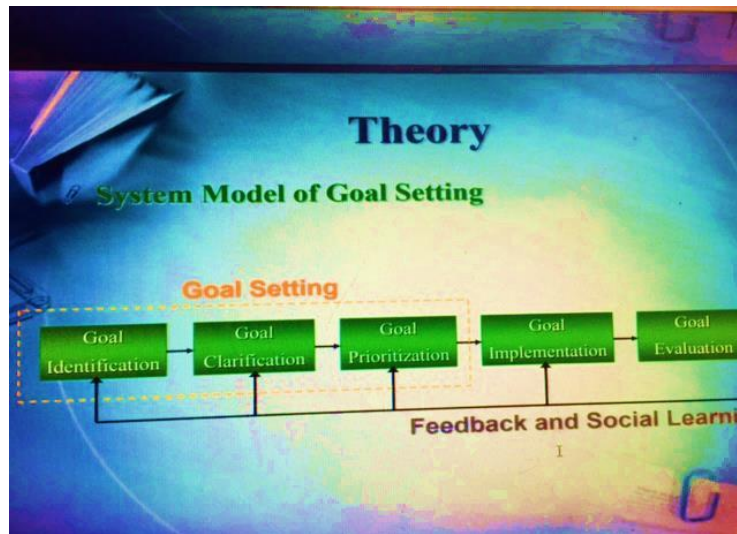 Theory
System Model of Goal Setting
Goal Setting
Goal
Identification
Goal
Clarification
Goal
Prioritization
Goal
Implementation
Goal
Evaluation
Feedback and Social Learni